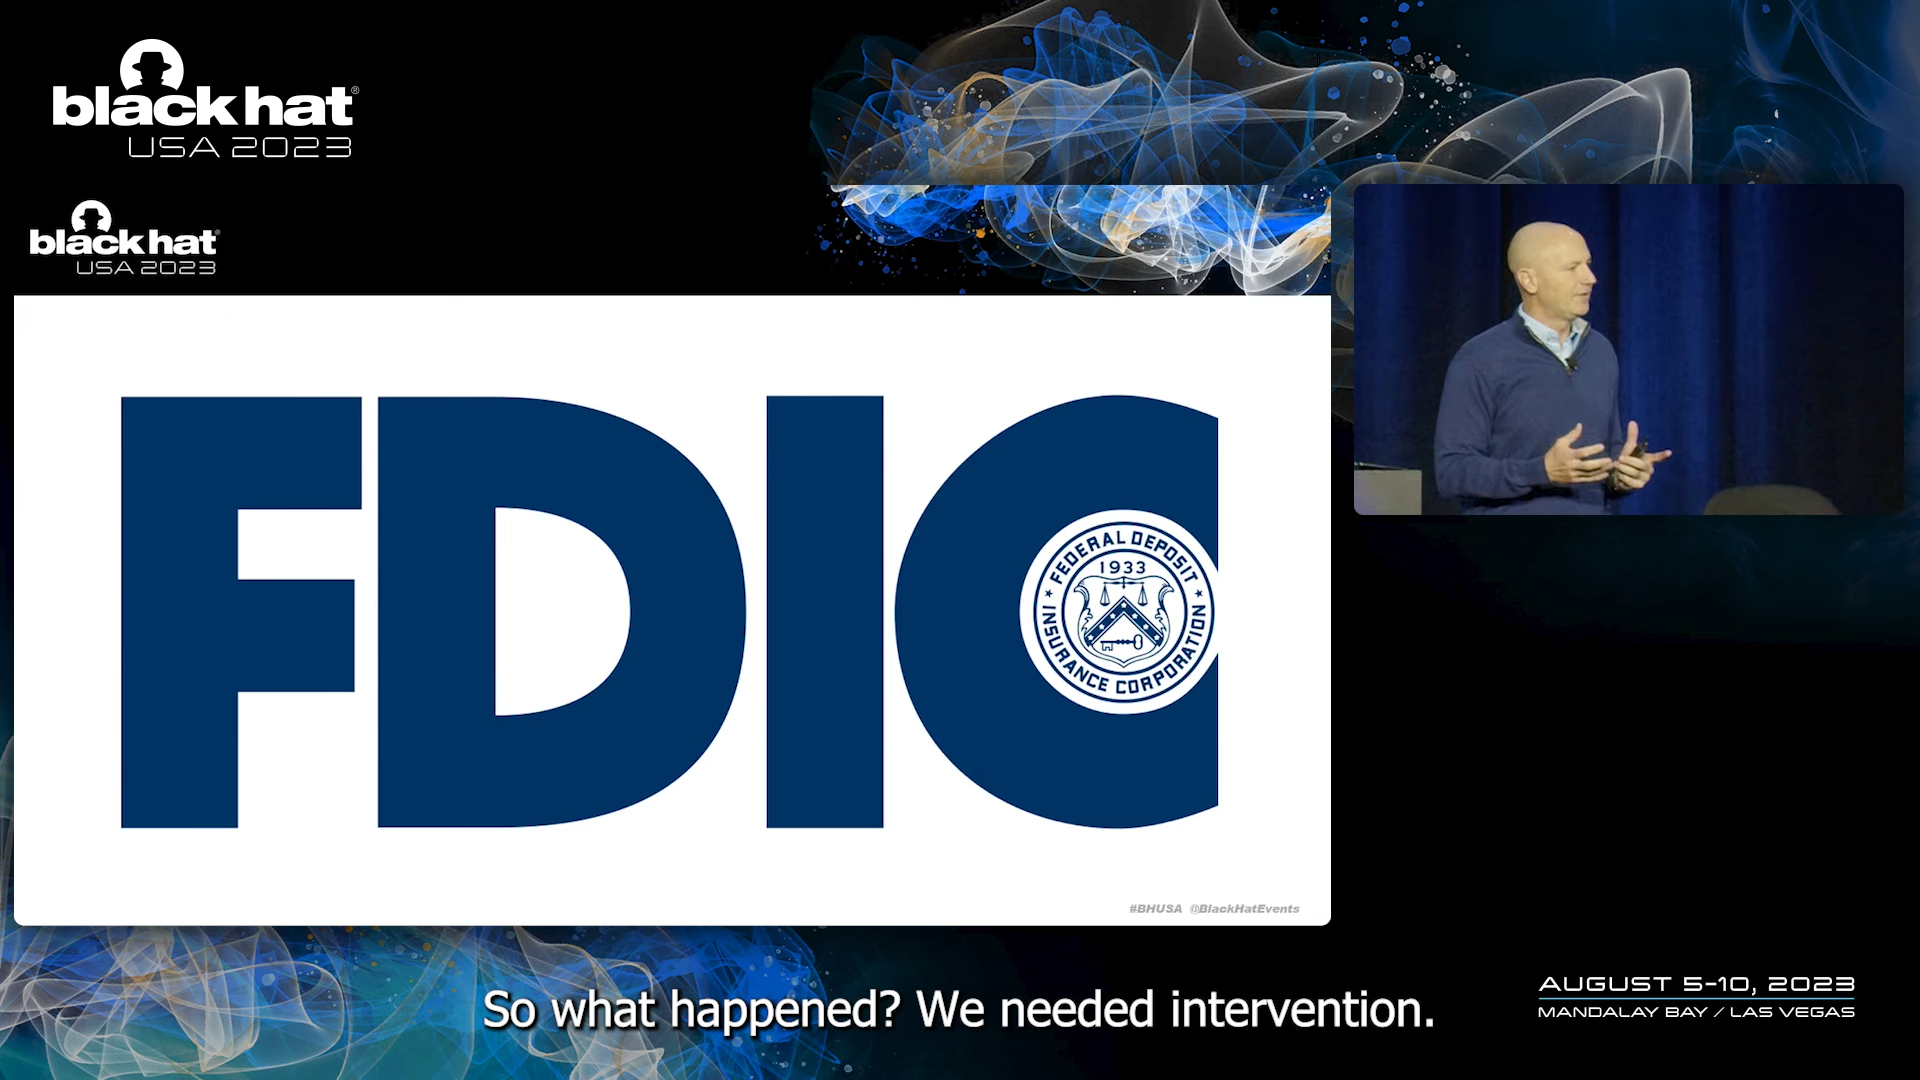 black hat®
USA 2023
black hat®
USA 2023
FDIC
FEDERAL DEPOSIT
1933
INSURANCE CORPORATION
#BHUSA @BlackHatEvents
So what happened? We needed intervention.
AUGUST 5-10, 2023
MANDALAY BAY / LAS VEGAS